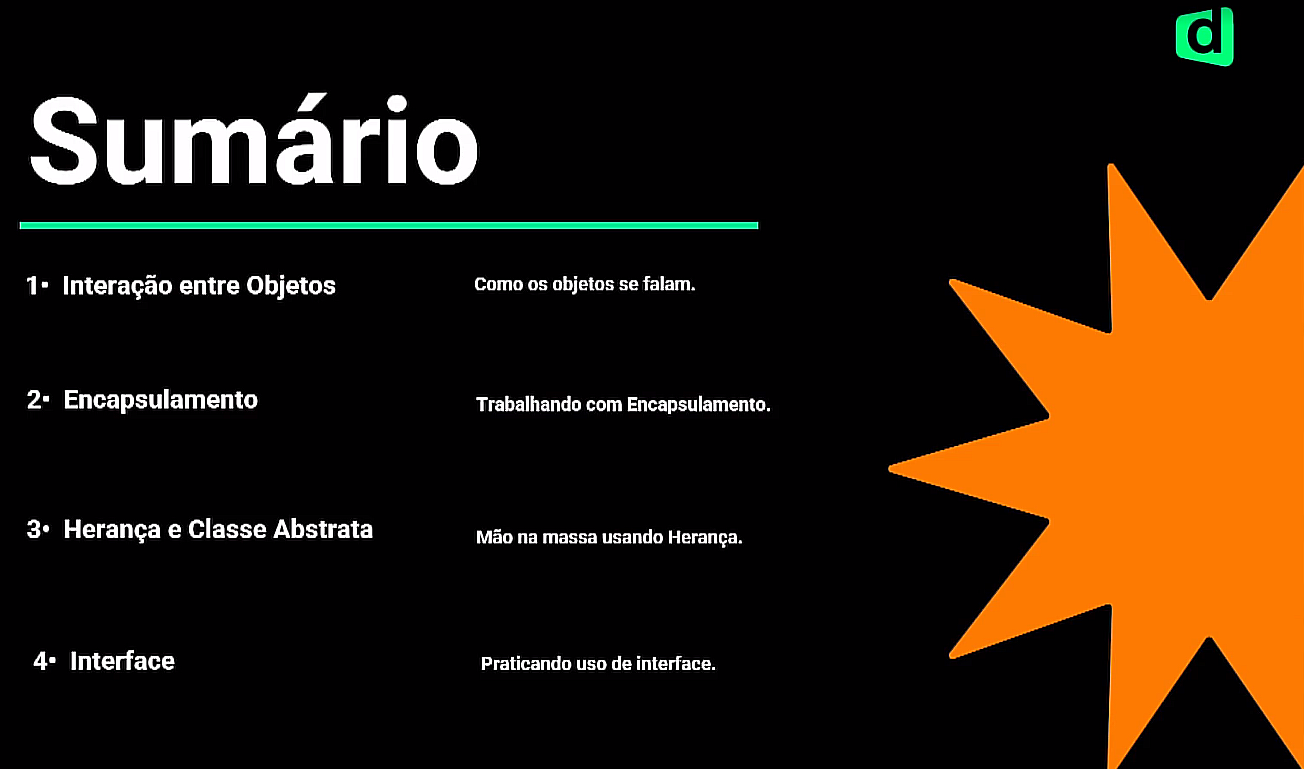 d
Sumário
1• Interação entre Objetos Como os objetos se falam.
2• Encapsulamento Trabalhando com Encapsulamento.
3• Herança e Classe Abstrata Mão na massa usando Herança.
4• Interface Praticando uso de interface.